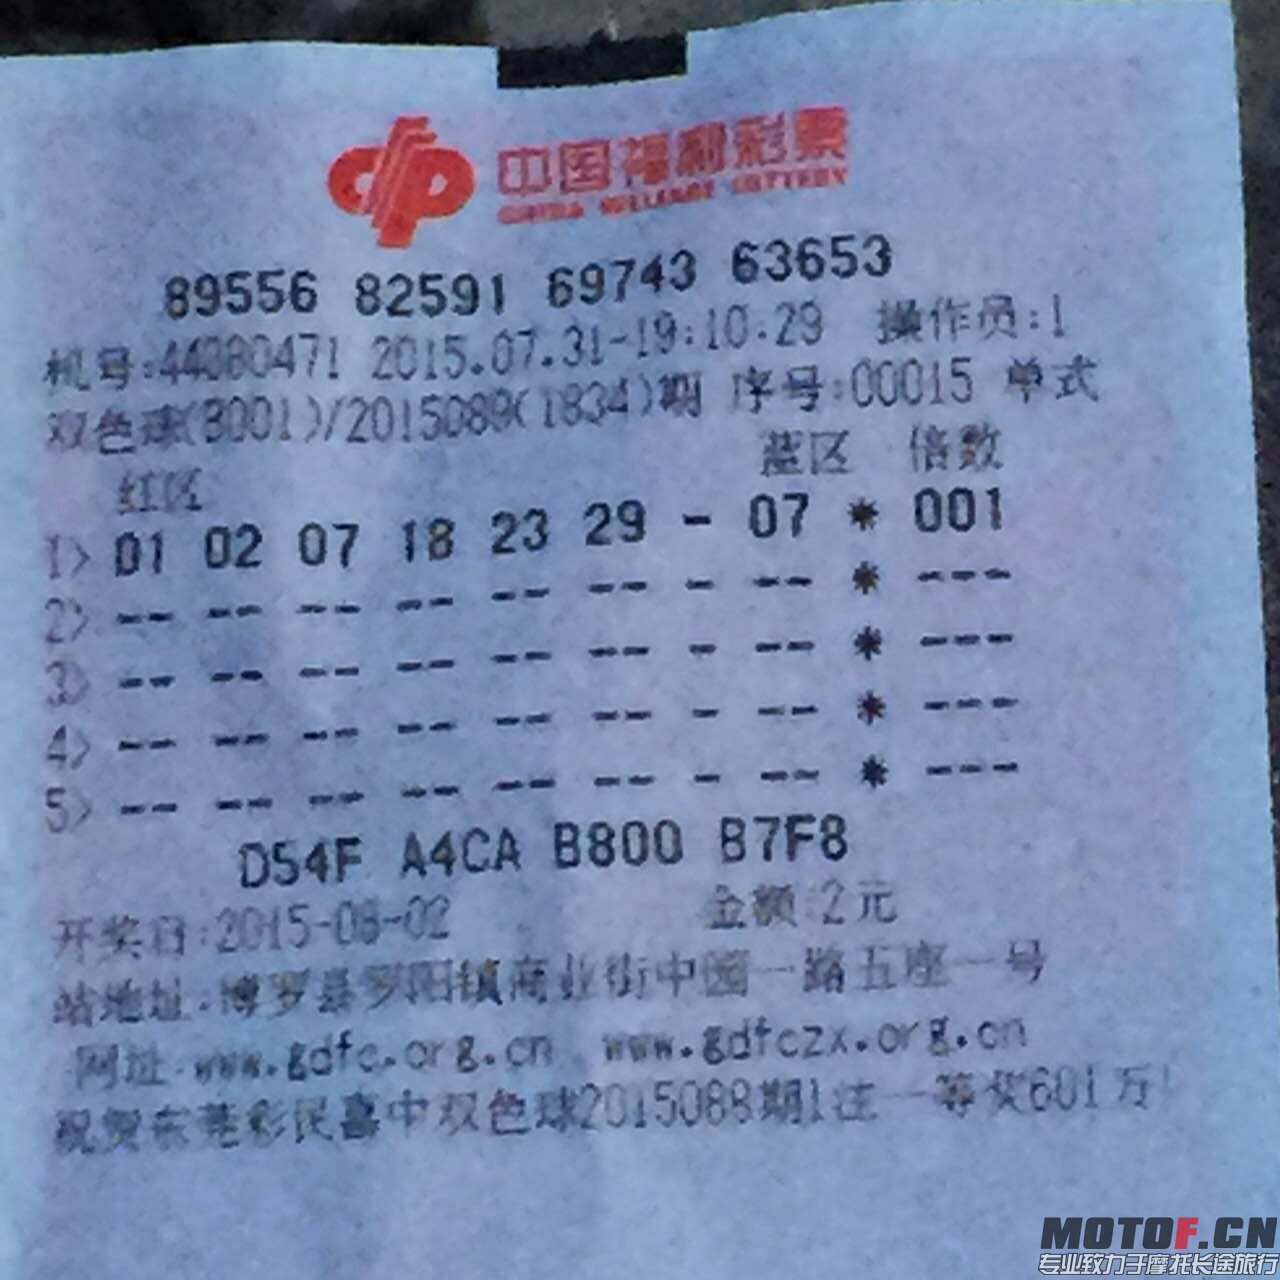 中国福利彩票
CHINA WELFARE LOTTERY
89556 82591 69743 63653
机号:44080471 2015.07.31-19:10:29 操作员:1
双色球(B001)/2015089(1834)期 序号:00015 单式
红区 蓝区 倍数
1> 01 02 07 18 23 29 - 07 * 001
2> -- -- -- -- -- -- - -- * ---
3> -- -- -- -- -- -- - -- * ---
4> -- -- -- -- -- -- - -- * ---
5> -- -- -- -- -- -- - -- * ---
D54F A4CA B800 B7F8
开奖日:2015-08-02 金额:2元
站地址:博罗县罗阳镇商业街中园一路五座一号
网址:www.gdfc.org.cn www.gdfczx.org.cn
祝贺东莞彩民喜中双色球2015088期1注一等奖601万!
MOTOF.CN
专业致力于摩托长途旅行